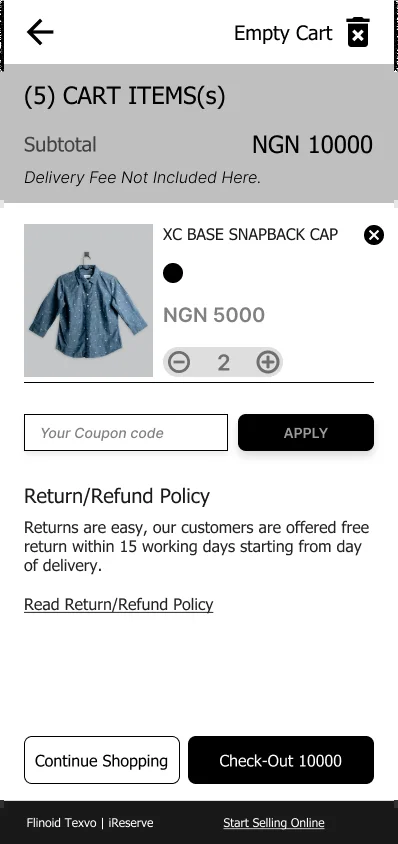 Empty Cart
(5) CART ITEMS(s)
Subtotal NGN 10000
Delivery Fee Not Included Here.
XC BASE SNAPBACK CAP
NGN 5000
2
Your Coupon code APPLY
Return/Refund Policy
Returns are easy, our customers are offered free
return within 15 working days starting from day
of delivery.
Read Return/Refund Policy
Continue Shopping Check-Out 10000
Flinoid Texvo | iReserve Start Selling Online